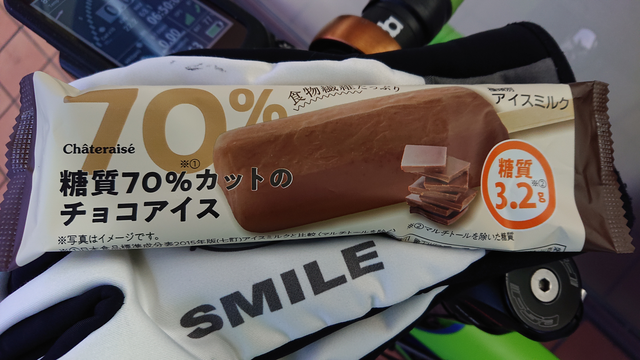 70%
食物繊維たっぷり
アイスミルク
Châteraisé
※①
糖質70%カットの
チョコアイス
糖質
3.2g
※②
※写真はイメージです。
※②マルチトールを除いた糖質
SMILE